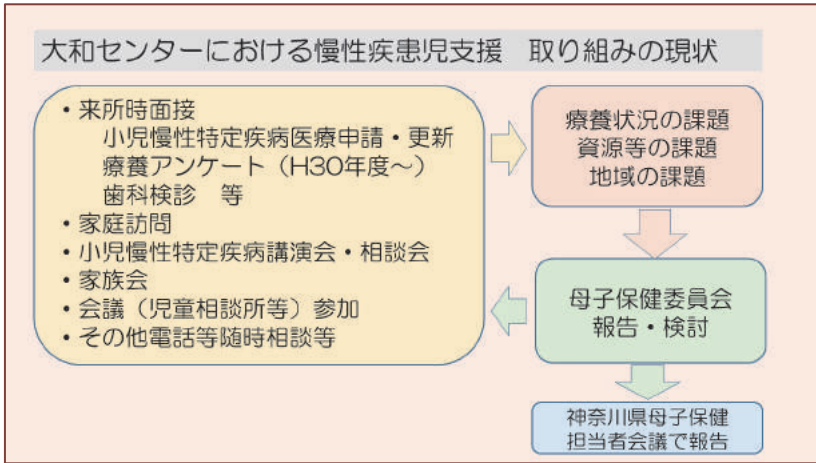 大和センターにおける慢性疾患児支援　取り組みの現状
・来所時面接
小児慢性特定疾病医療申請・更新
療養アンケート（H30年度～）
歯科検診　等
・家庭訪問
・小児慢性特定疾病講演会・相談会
・家族会
・会議（児童相談所等）参加
・その他電話等随時相談等
療養状況の課題
資源等の課題
地域の課題
母子保健委員会
報告・検討
神奈川県母子保健
担当者会議で報告